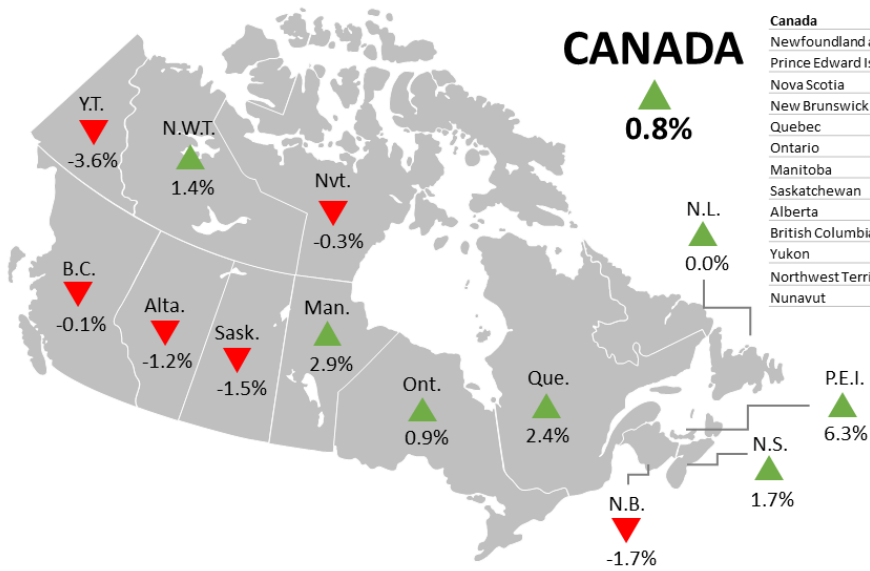 CANADA
0.8%
Canada
Newfoundland a
Prince Edward Is
Nova Scotia
New Brunswick
Quebec
Ontario
Manitoba
Saskatchewan
Alberta
British Columbia
Yukon
Northwest Territ
Nunavut
Y.T.
-3.6%
N.W.T.
1.4%
Nvt.
-0.3%
N.L.
0.0%
B.C.
-0.1%
Alta.
-1.2%
Sask.
-1.5%
Man.
2.9%
Ont.
0.9%
Que.
2.4%
P.E.I.
6.3%
N.S.
1.7%
N.B.
-1.7%